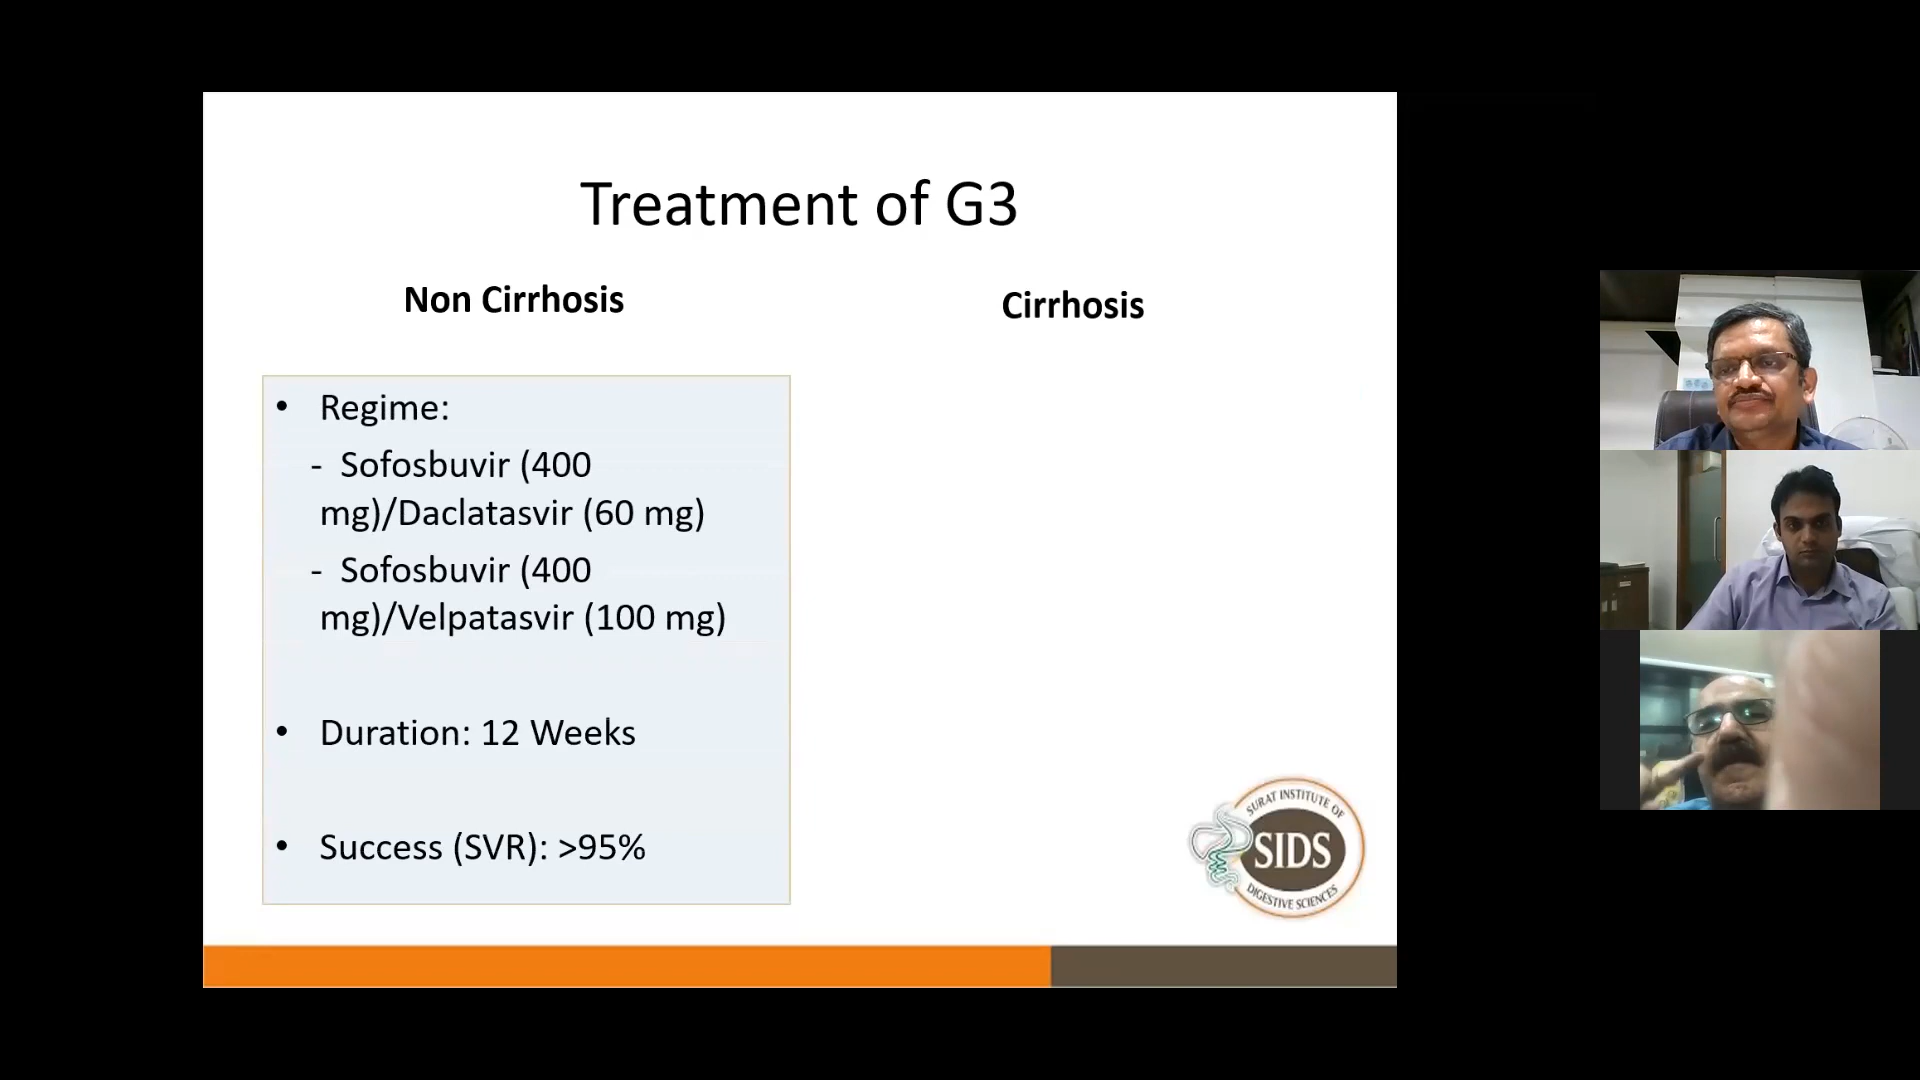 Treatment of G3
Non Cirrhosis
Cirrhosis
• Regime:
- Sofosbuvir (400
mg)/Daclatasvir (60 mg)
- Sofosbuvir (400
mg)/Velpatasvir (100 mg)
• Duration: 12 Weeks
• Success (SVR): >95%
SURAT INSTITUTE OF
SIDS
DIGESTIVE SCIENCES